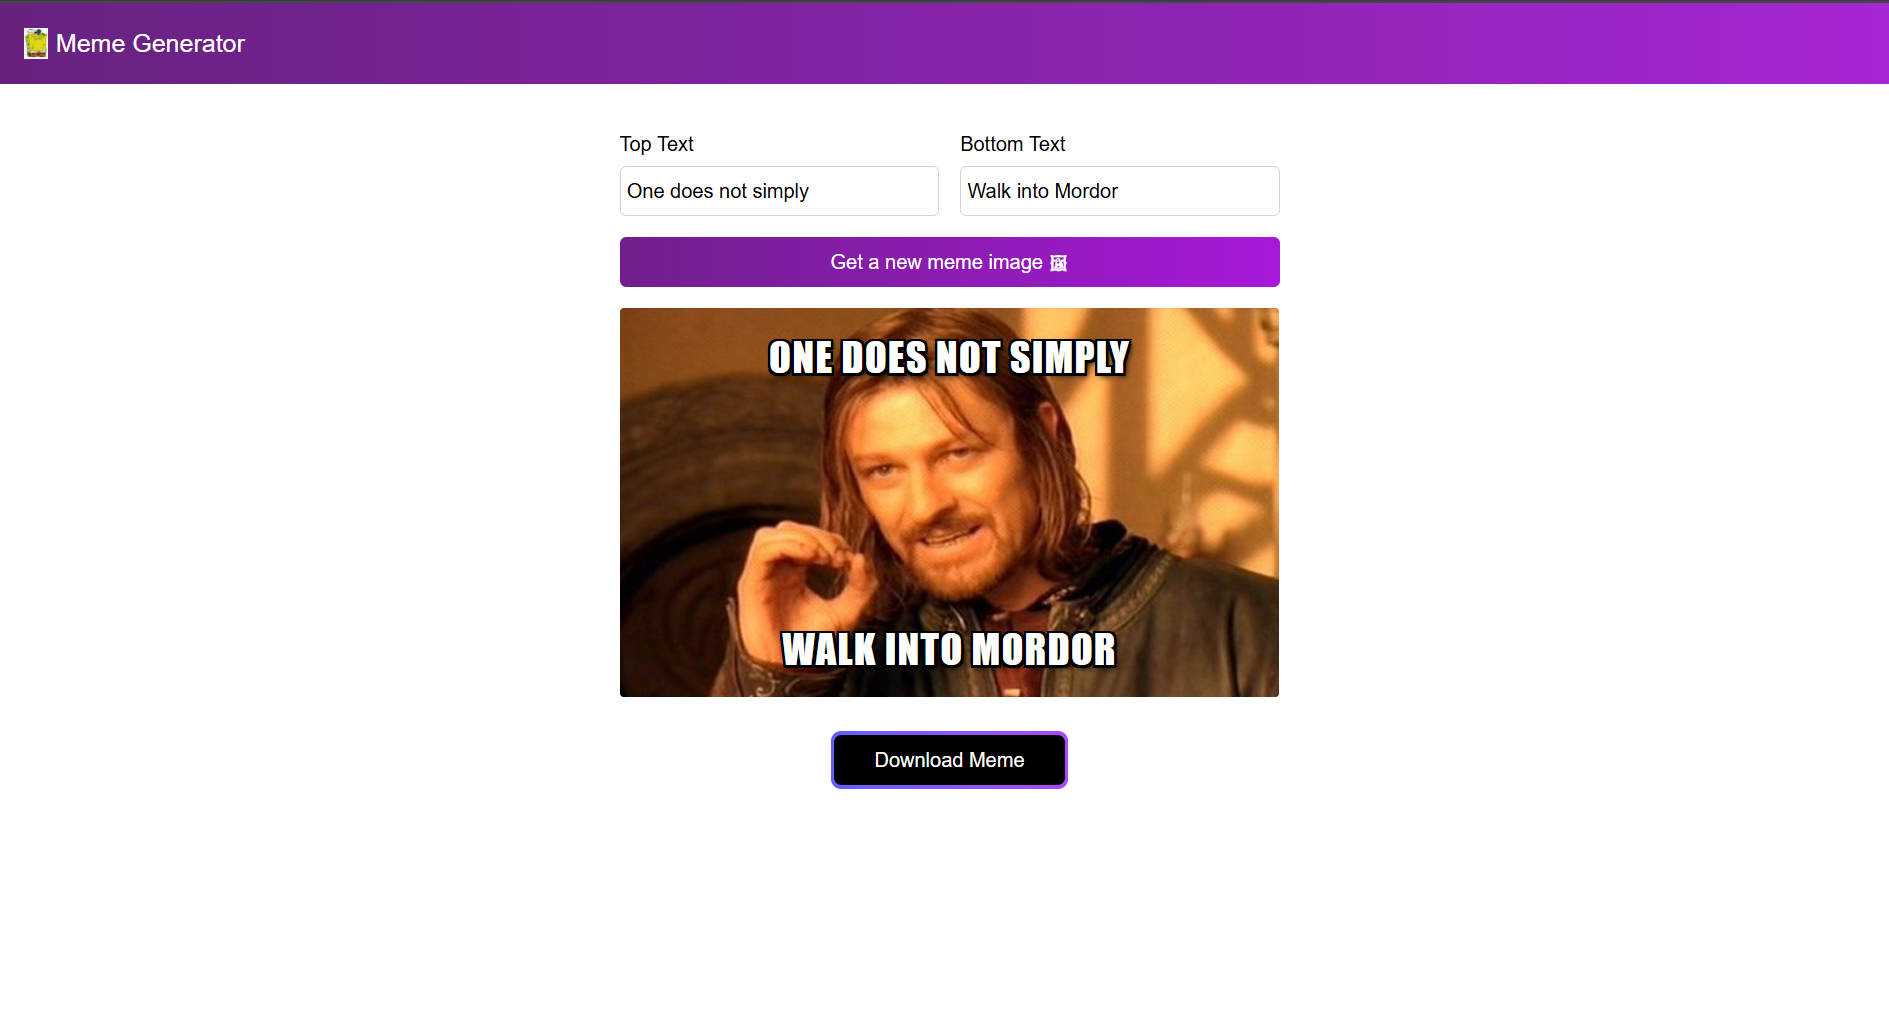 Meme Generator
Top Text
Bottom Text
One does not simply
Walk into Mordor
Get a new meme image 🖼
ONE DOES NOT SIMPLY
WALK INTO MORDOR
Download Meme